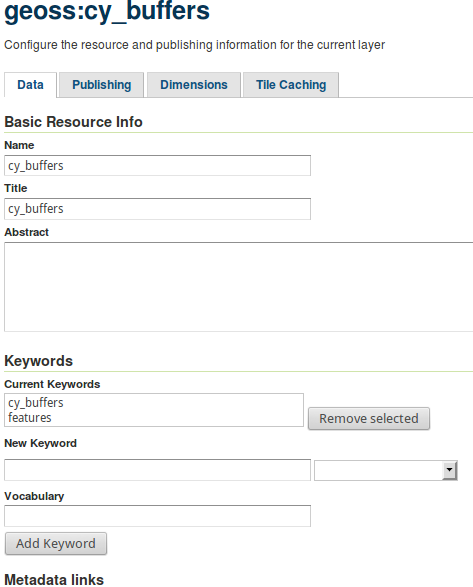 geoss:cy_buffers
Configure the resource and publishing information for the current layer
Data Publishing Dimensions Tile Caching
Basic Resource Info
Name
cy_buffers
Title
cy_buffers
Abstract
Keywords
Current Keywords
cy_buffers
features
Remove selected
New Keyword
Vocabulary
Add Keyword
Metadata links